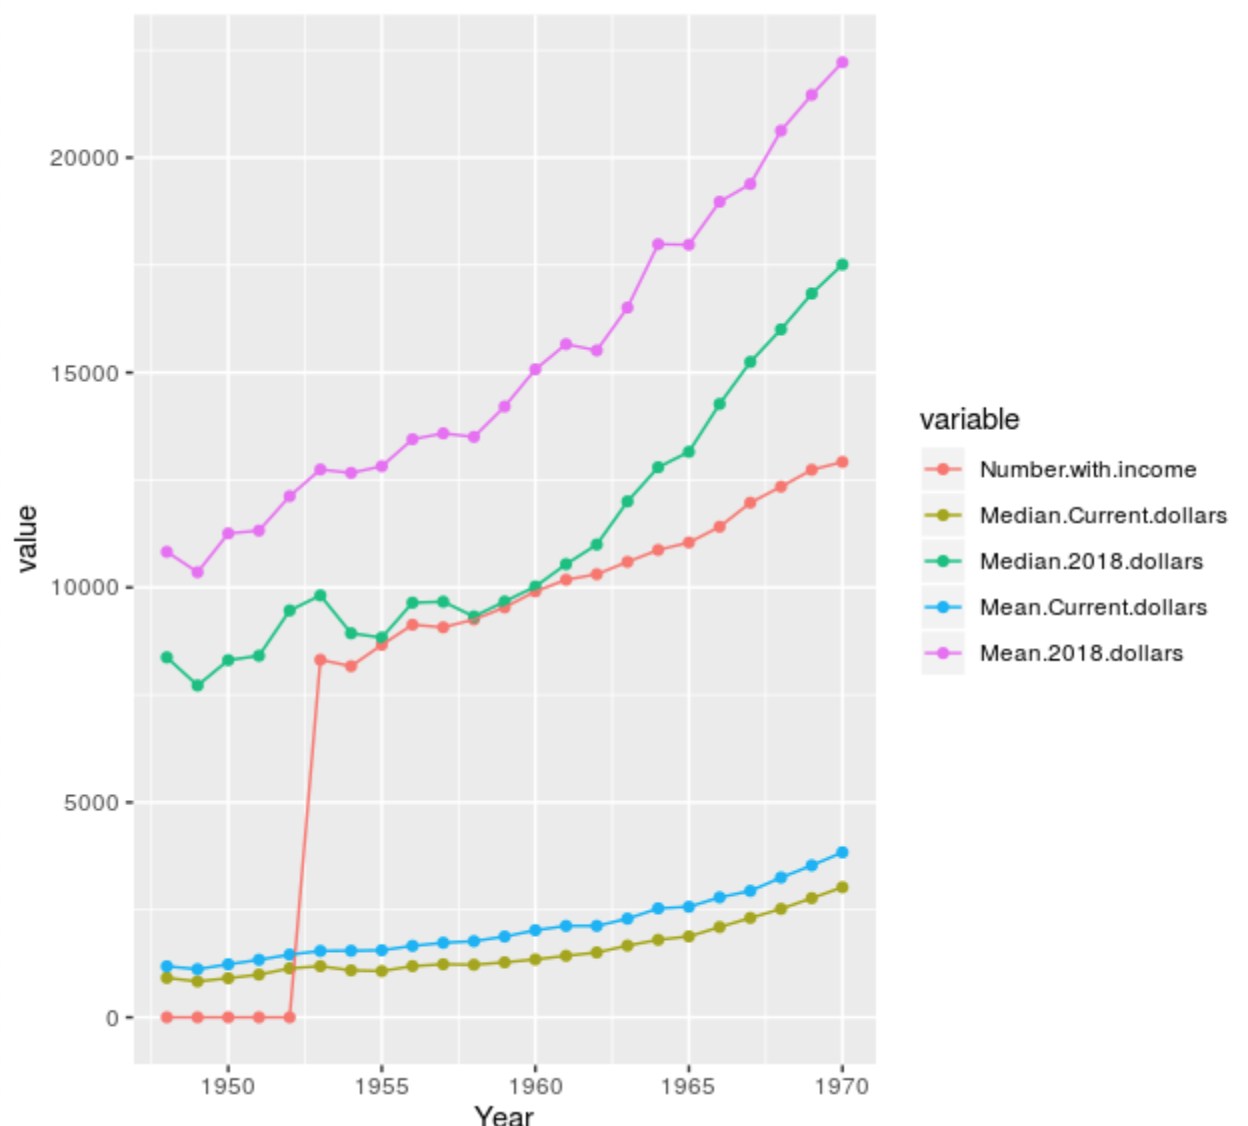 value
20000
15000
10000
5000
0
1950
1955
1960
1965
1970
Year
variable
Number.with.income
Median.Current.dollars
Median.2018.dollars
Mean.Current.dollars
Mean.2018.dollars